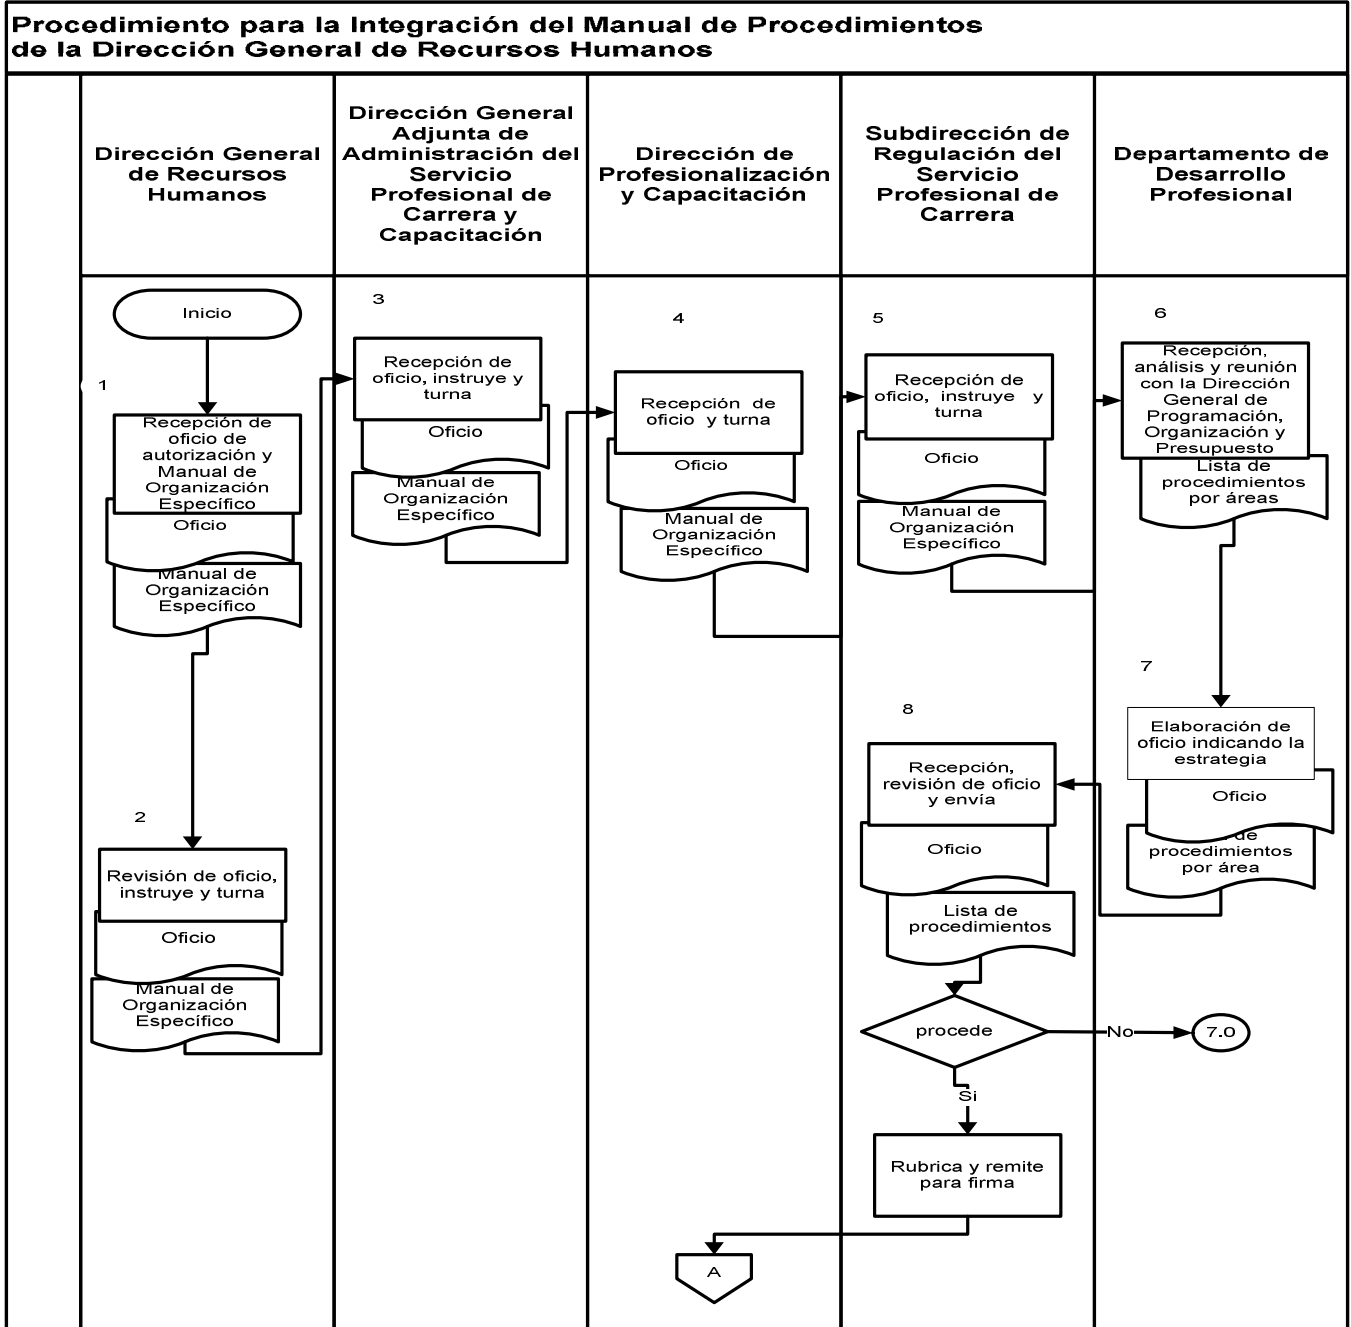 Procedimiento para la Integración del Manual de Procedimientos
de la Dirección General de Recursos Humanos
Dirección General
de Recursos
Humanos
Dirección General
Adjunta de
Administración del
Servicio
Profesional de
Carrera y
Capacitación
Dirección de
Profesionalización
y Capacitación
Subdirección de
Regulación del
Servicio
Profesional de
Carrera
Departamento de
Desarrollo
Profesional
Inicio
1
Recepción de
oficio de
autorización y
Manual de
Organización
Específico
Oficio
Manual de
Organización
Específico
2
Revisión de oficio,
instruye y turna
Oficio
Manual de
Organización
Específico
3
Recepción de
oficio, instruye y
turna
Oficio
Manual de
Organización
Específico
4
Recepción de
oficio y turna
Oficio
Manual de
Organización
Específico
5
Recepción de
oficio, instruye y
turna
Oficio
Manual de
Organización
Específico
6
Recepción,
análisis y reunión
con la Dirección
General de
Programación,
Organización y
Presupuesto
Lista de
procedimientos
por áreas
7
Elaboración de
oficio indicando la
estrategia
Oficio
de
procedimientos
por área
8
Recepción,
revisión de oficio
y envía
Oficio
Lista de
procedimientos
procede
No
7.0
Si
Rubrica y remite
para firma
A